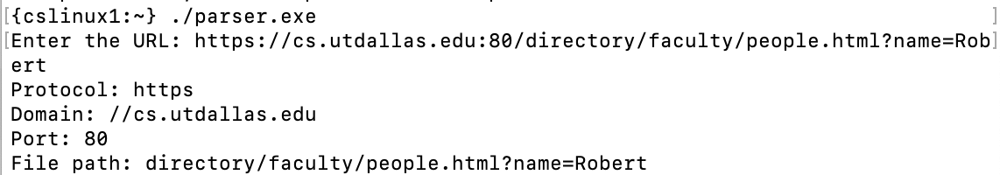 [{cslinux1:~} ./parser.exe ]
[Enter the URL: https://cs.utdallas.edu:80/directory/faculty/people.html?name=Rob]
ert
Protocol: https
Domain: //cs.utdallas.edu
Port: 80
File path: directory/faculty/people.html?name=Robert